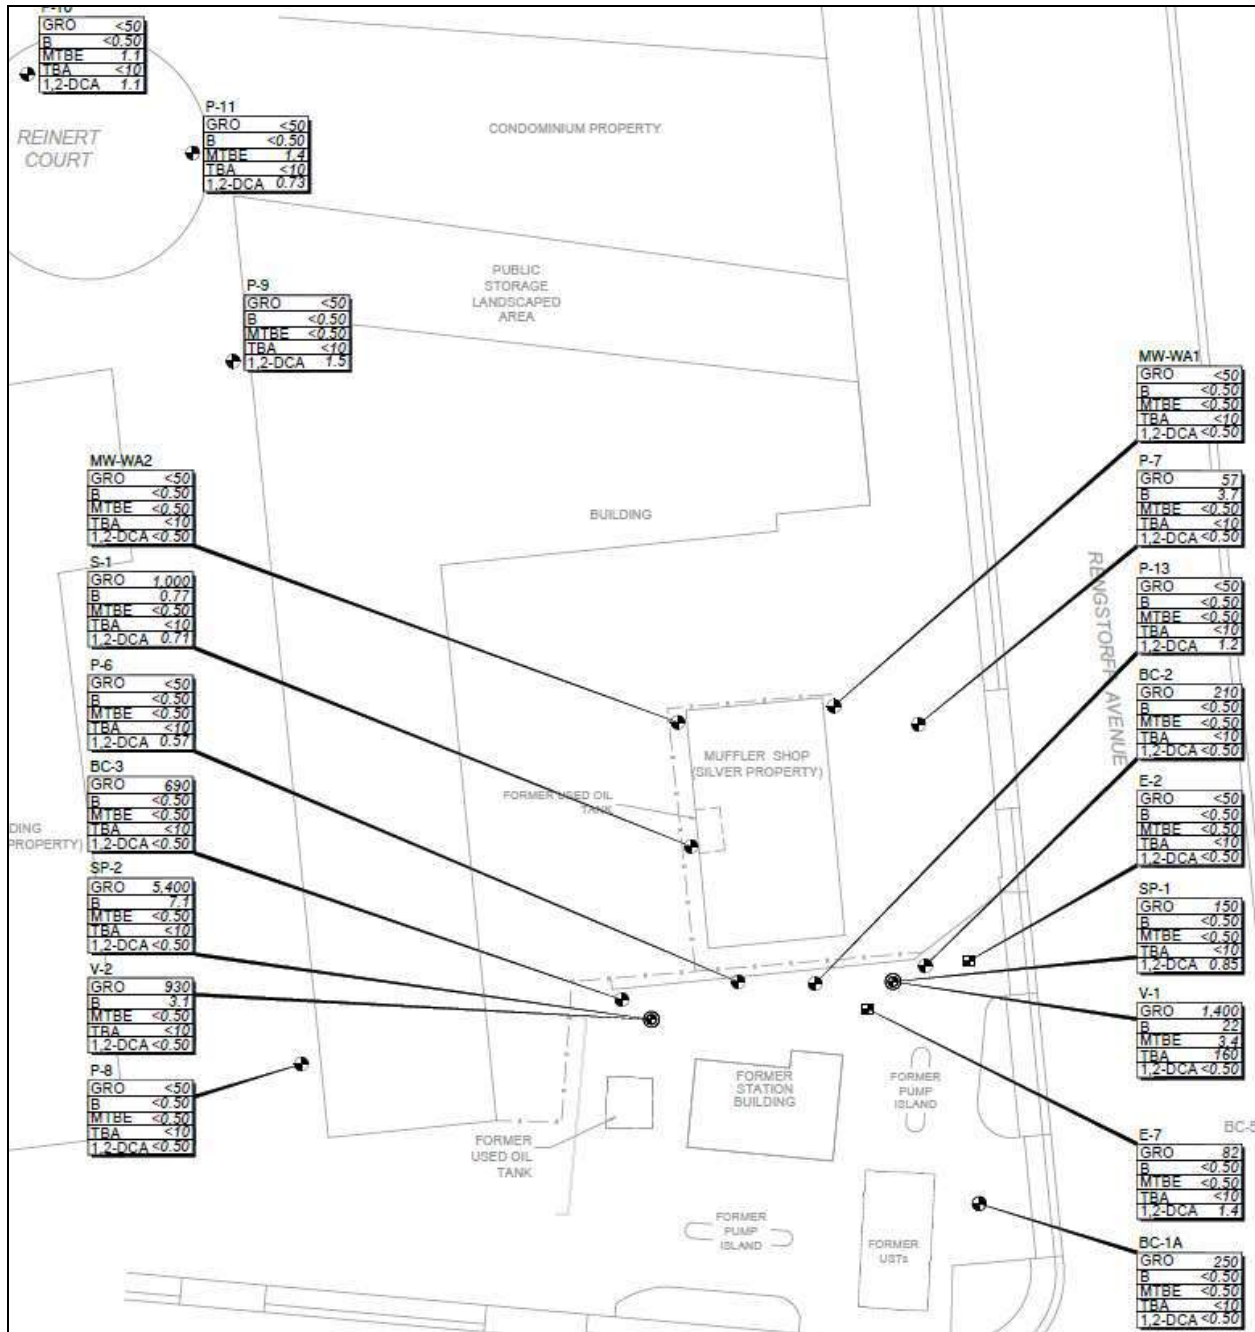 P-10
GRO <50
B <0.50
MTBE 1.1
TBA <10
1,2-DCA 1.1
REINERT
COURT
P-11
GRO <50
B <0.50
MTBE 1.4
TBA <10
1,2-DCA 0.73
CONDOMINIUM PROPERTY
PUBLIC
STORAGE
LANDSCAPED
AREA
P-9
GRO <50
B <0.50
MTBE <0.50
TBA <10
1,2-DCA 1.5
MW-WA1
GRO <50
B <0.50
MTBE <0.50
TBA <10
1,2-DCA <0.50
MW-WA2
GRO <50
B <0.50
MTBE <0.50
TBA <10
1,2-DCA <0.50
P-7
GRO 57
B 3.7
MTBE <0.50
TBA <10
1,2-DCA <0.50
BUILDING
S-1
GRO 1,000
B 0.77
MTBE <0.50
TBA <10
1,2-DCA 0.71
RENGSTORFF AVENUE
P-13
GRO <50
B <0.50
MTBE <0.50
TBA <10
1,2-DCA 1.2
P-6
GRO <50
B <0.50
MTBE <0.50
TBA <10
1,2-DCA 0.57
BC-2
GRO 210
B <0.50
MTBE <0.50
TBA <10
1,2-DCA <0.50
MUFFLER SHOP
(SILVER PROPERTY)
FORMER USED OIL
TANK
BC-3
GRO 690
B <0.50
MTBE <0.50
TBA <10
1,2-DCA <0.50
E-2
GRO <50
B <0.50
MTBE <0.50
TBA <10
1,2-DCA <0.50
DING
PROPERTY)
SP-2
GRO 5,400
B 7.1
MTBE <0.50
TBA <10
1,2-DCA <0.50
SP-1
GRO 150
B <0.50
MTBE <0.50
TBA <10
1,2-DCA 0.85
V-2
GRO 930
B 3.1
MTBE <0.50
TBA <10
1,2-DCA <0.50
V-1
GRO 1,400
B 22
MTBE 3.4
TBA 160
1,2-DCA <0.50
P-8
GRO <50
B <0.50
MTBE <0.50
TBA <10
1,2-DCA <0.50
FORMER
STATION
BUILDING
FORMER
PUMP
ISLAND
FORMER
USED OIL
TANK
BC-5
E-7
GRO 82
B <0.50
MTBE <0.50
TBA <10
1,2-DCA 1.4
FORMER
PUMP
ISLAND
FORMER
USTs
BC-1A
GRO 250
B <0.50
MTBE <0.50
TBA <10
1,2-DCA <0.50